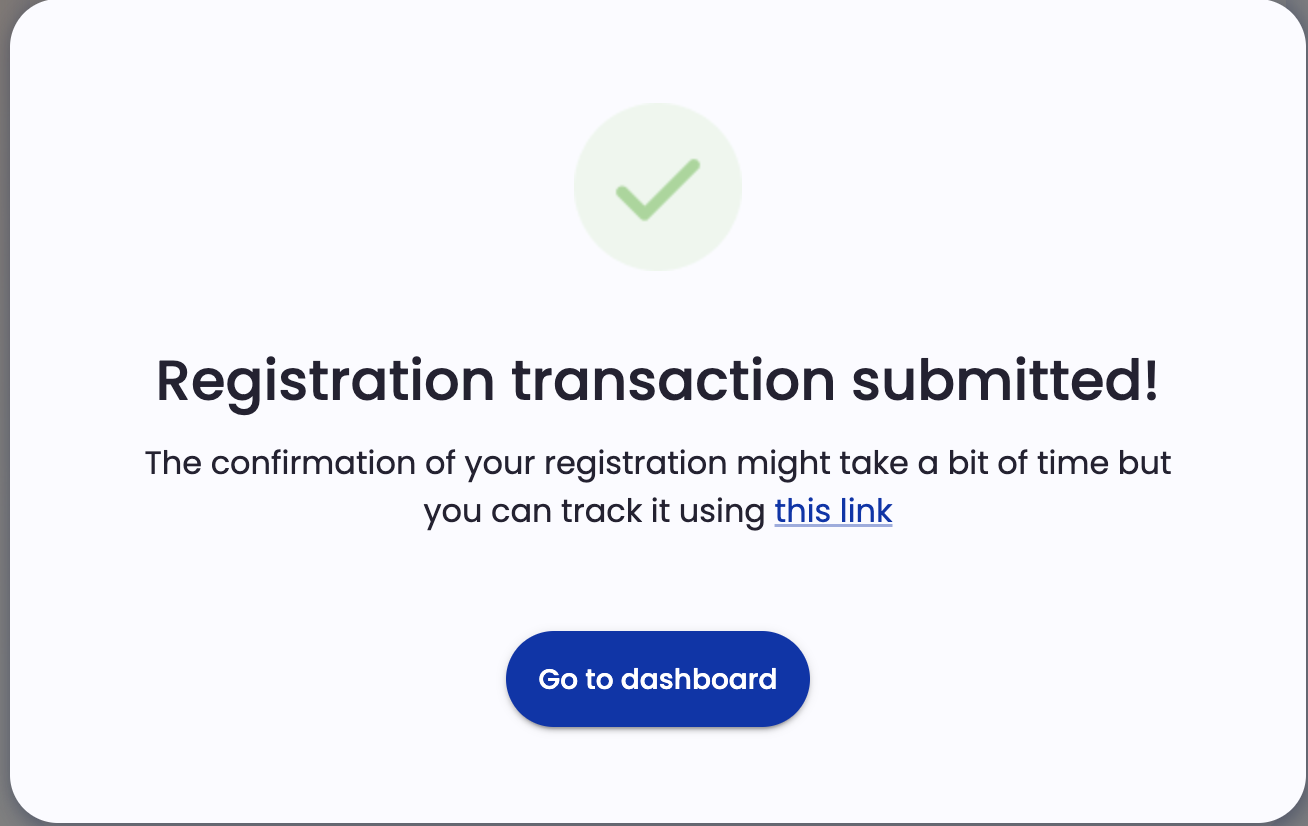 Registration transaction submitted!
The confirmation of your registration might take a bit of time but
you can track it using this link
Go to dashboard